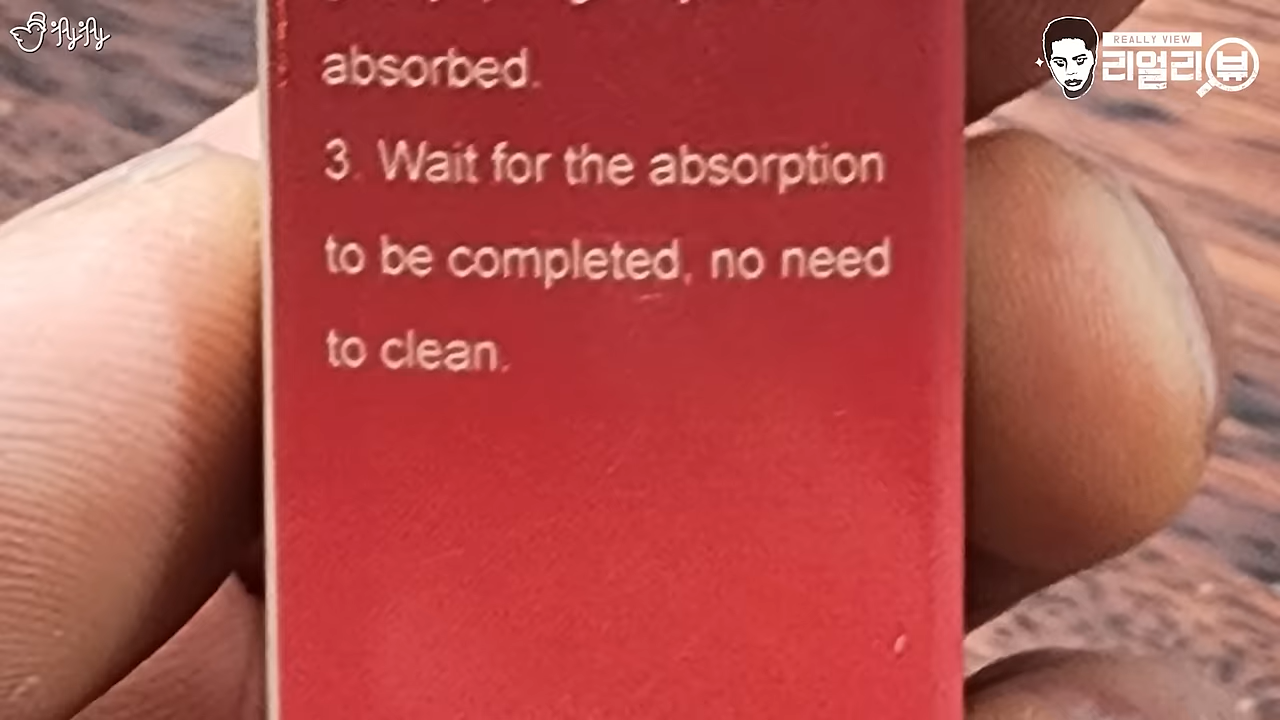 REALLY VIEW
리얼리뷰
absorbed.
3. Wait for the absorption
to be completed, no need
to clean.